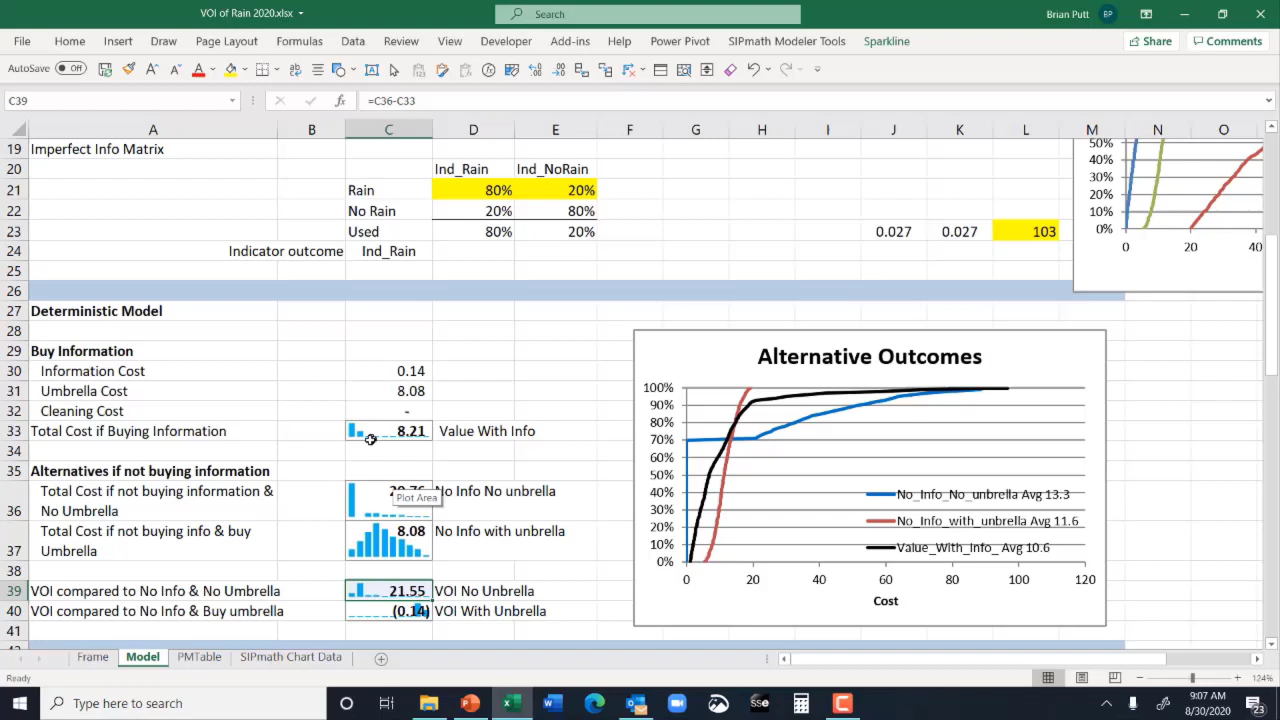 VOI of Rain 2020.xlsx
Search
Brian Putt
BP
File Home Insert Draw Page Layout Formulas Data Review View Developer Add-ins Help Power Pivot SIPmath Modeler Tools Sparkline
Share Comments
AutoSave Off
C39
fx =C36-C33
A B C D E F G H I J K L M N O
19 Imperfect Info Matrix
20 Ind_Rain Ind_NoRain
21 Rain 80% 20%
22 No Rain 20% 80%
23 Used 80% 20% 0.027 0.027 103
24 Indicator outcome Ind_Rain
25
26
27 Deterministic Model
28
29 Buy Information
30 Information Cost 0.14
31 Umbrella Cost 8.08
32 Cleaning Cost -
33 Total Cost if Buying Information 8.21 Value With Info
34
35 Alternatives if not buying information
Total Cost if not buying information & No Info No unbrella
36 No Umbrella
Plot Area
Total Cost if not buying info & buy 8.08 No Info with unbrella
37 Umbrella
38
39 VOI compared to No Info & No Umbrella 21.55 VOI No Unbrella
40 VOI compared to No Info & Buy umbrella (0.14) VOI With Unbrella
41
50%
40%
30%
20%
10%
0%
0 20 40
Alternative Outcomes
100%
90%
80%
70%
60%
50%
40%
30%
20%
10%
0%
No_Info_No_unbrella Avg 13.3
No_Info_with_unbrella Avg 11.6
Value_With_Info_ Avg 10.6
0 20 40 60 80 100 120
Cost
Frame Model PMTable SIPmath Chart Data
Ready
124%
Type here to search
sse
9:07 AM
8/30/2020
23